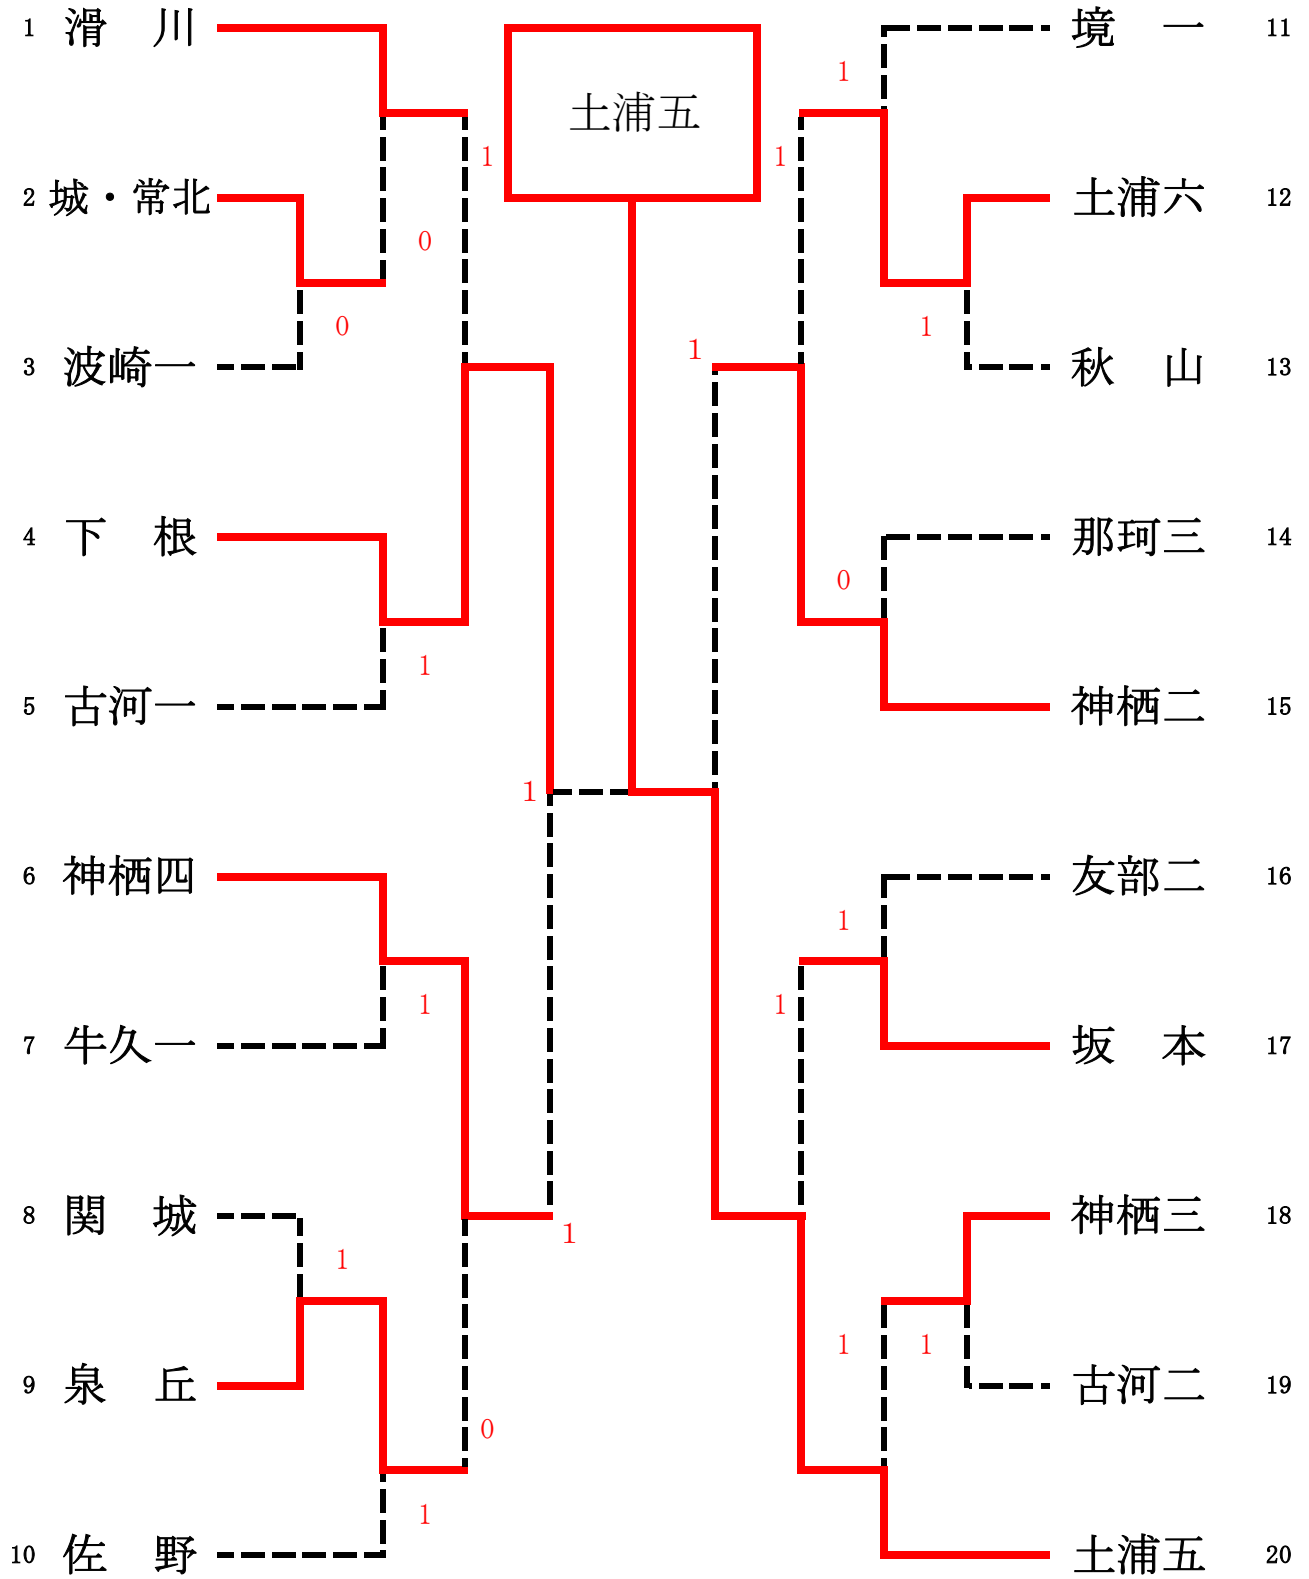 1 滑 川
土浦五
境 一 11
1
1
1
2 城・常北
土浦六 12
0
0
1
1
3 波崎一
秋 山 13
4 下 根
那珂三 14
0
1
5 古河一
神栖二 15
1
6 神栖四
友部二 16
1
1
1
7 牛久一
坂 本 17
8 関 城
神栖三 18
1
1
1
1
9 泉 丘
古河二 19
0
1
10 佐 野
土浦五 20